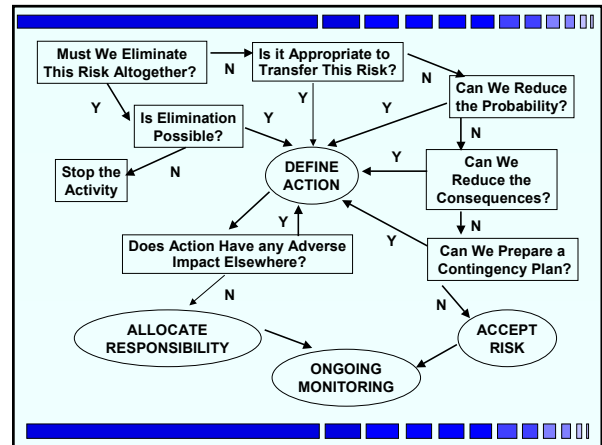 Must We Eliminate
This Risk Altogether?
N
Is it Appropriate to
Transfer This Risk?
N
Can We Reduce
the Probability?
Y
Is Elimination
Possible?
Y
Y
Y
N
Stop the
Activity
N
DEFINE
ACTION
Y
Can We
Reduce the
Consequences?
Y
N
Does Action Have any Adverse
Impact Elsewhere?
Y
Can We Prepare a
Contingency Plan?
N
N
ALLOCATE
RESPONSIBILITY
ACCEPT
RISK
ONGOING
MONITORING